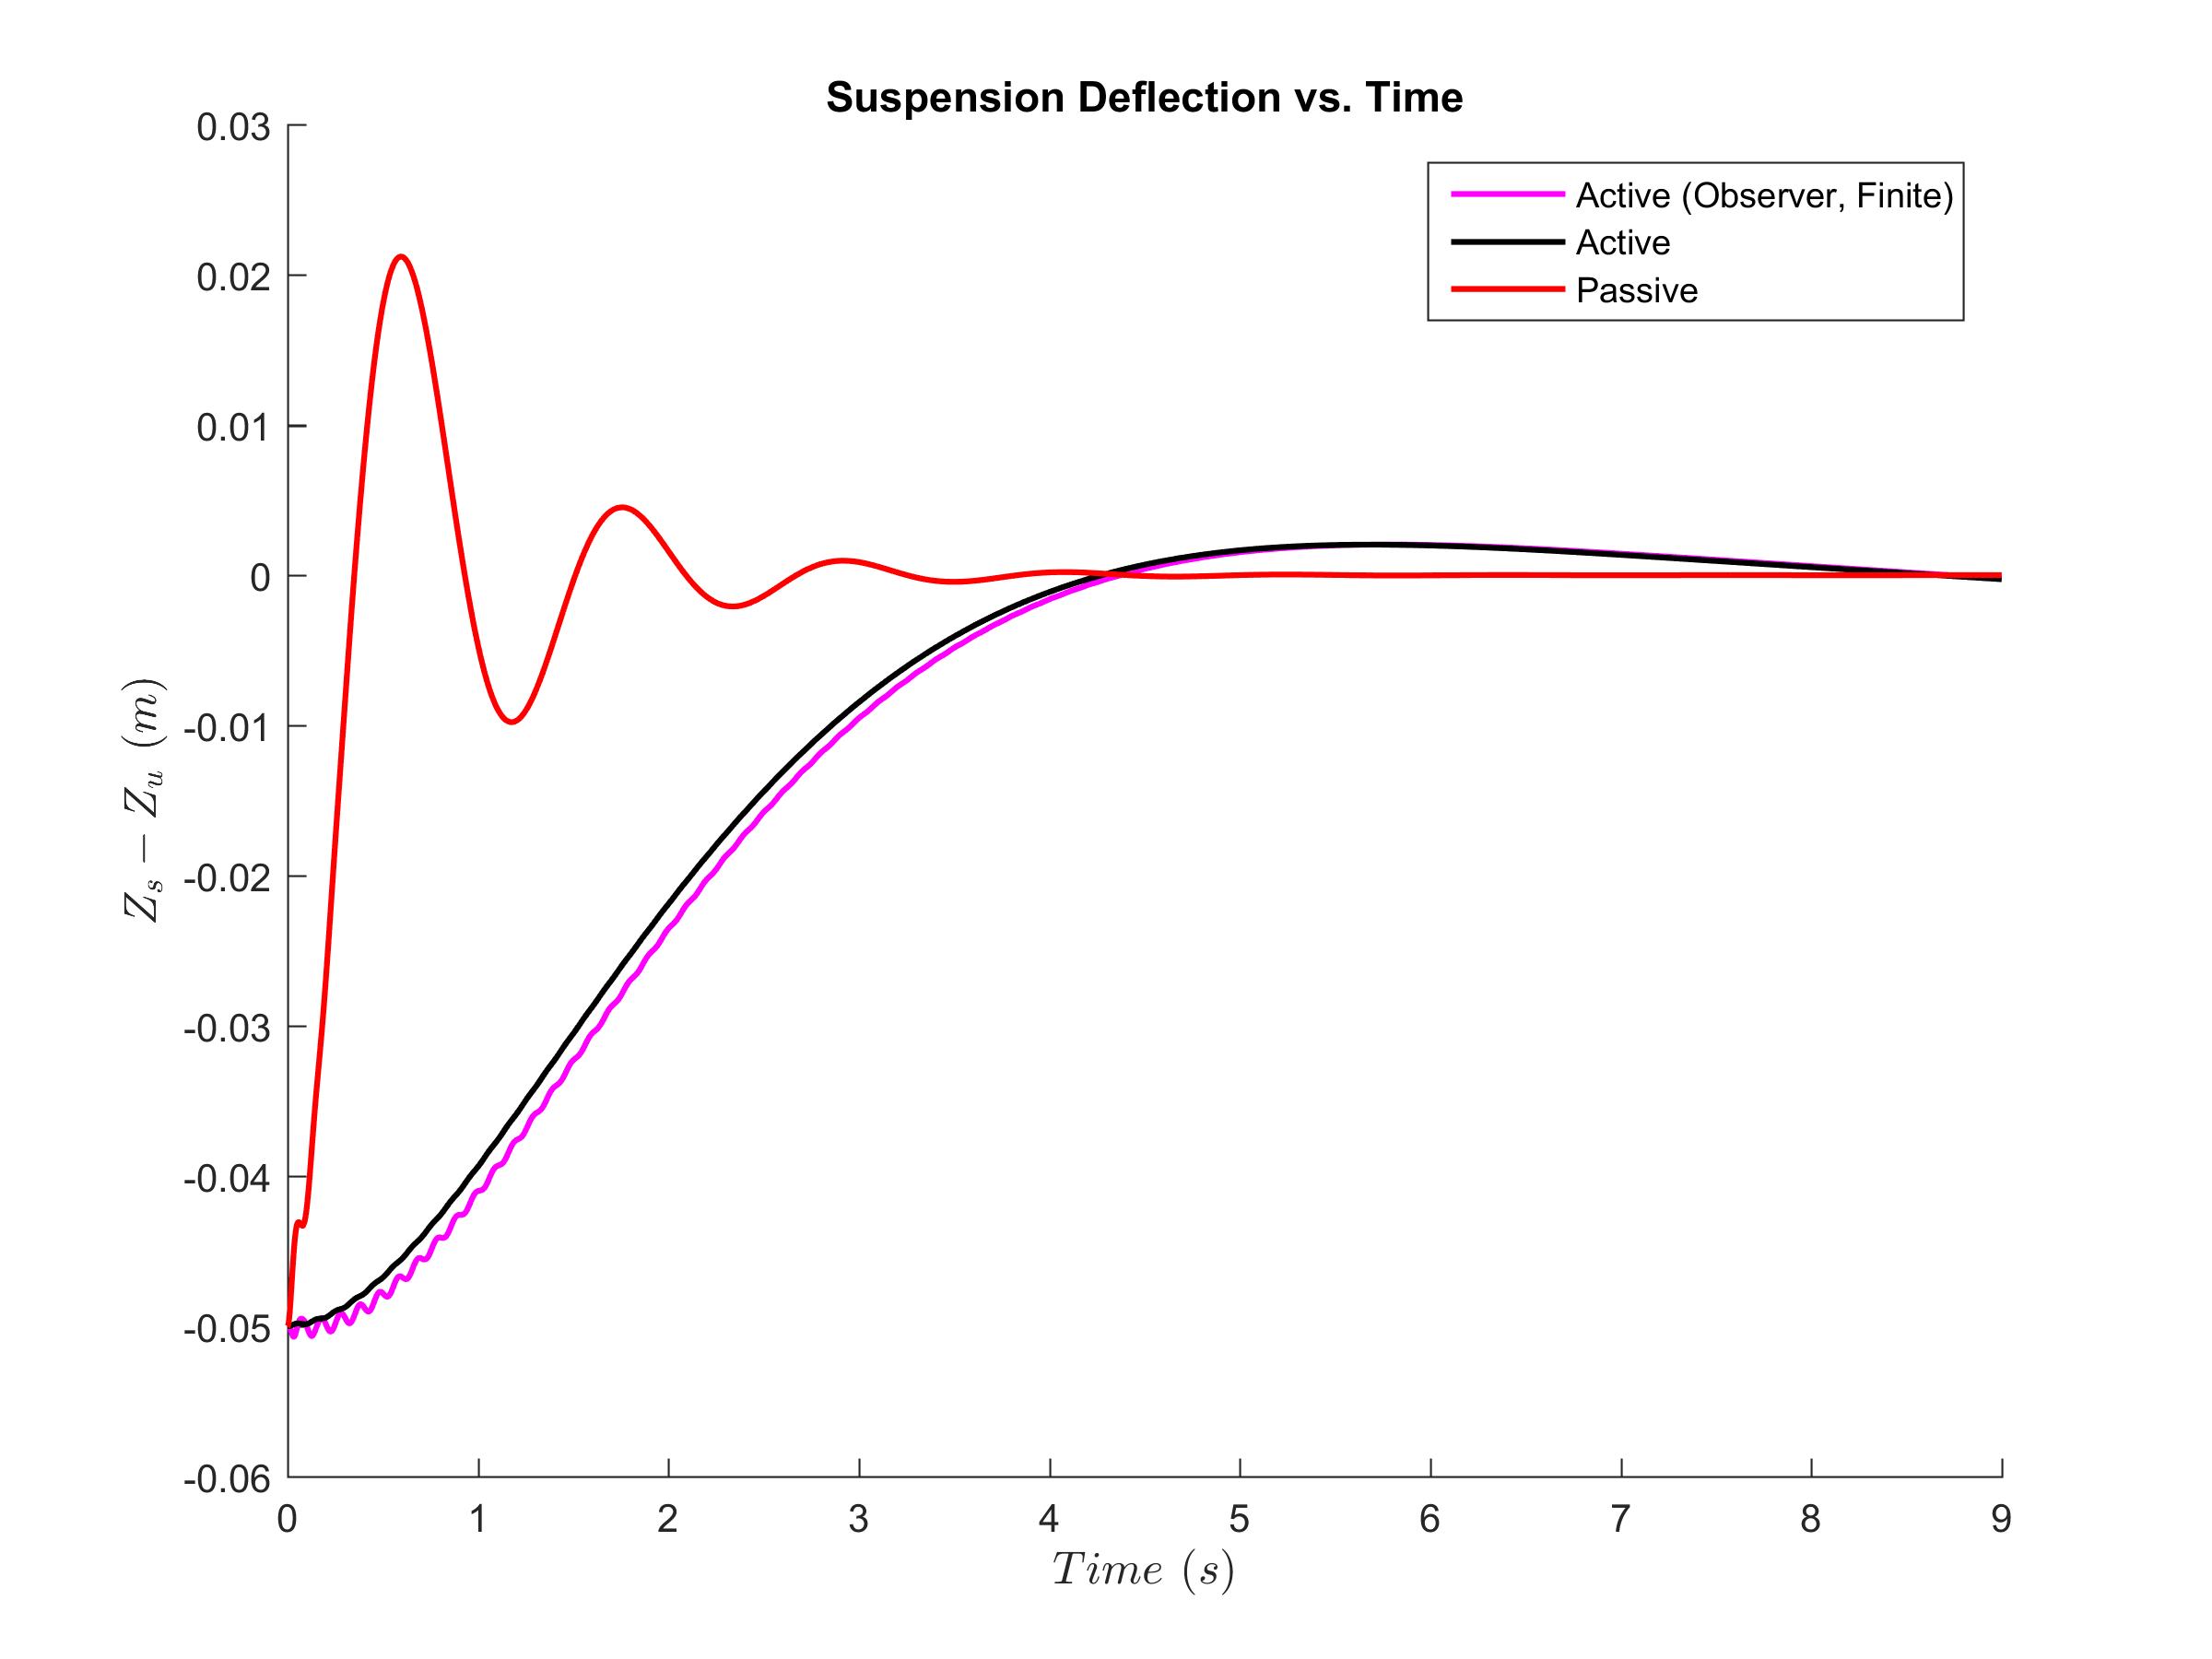 Suspension Deflection vs. Time
0.03
0.02
0.01
0
-0.01
-0.02
-0.03
-0.04
-0.05
-0.06
Z_s − Z_u (m)
Active (Observer, Finite)
Active
Passive
0 1 2 3 4 5 6 7 8 9
Time (s)